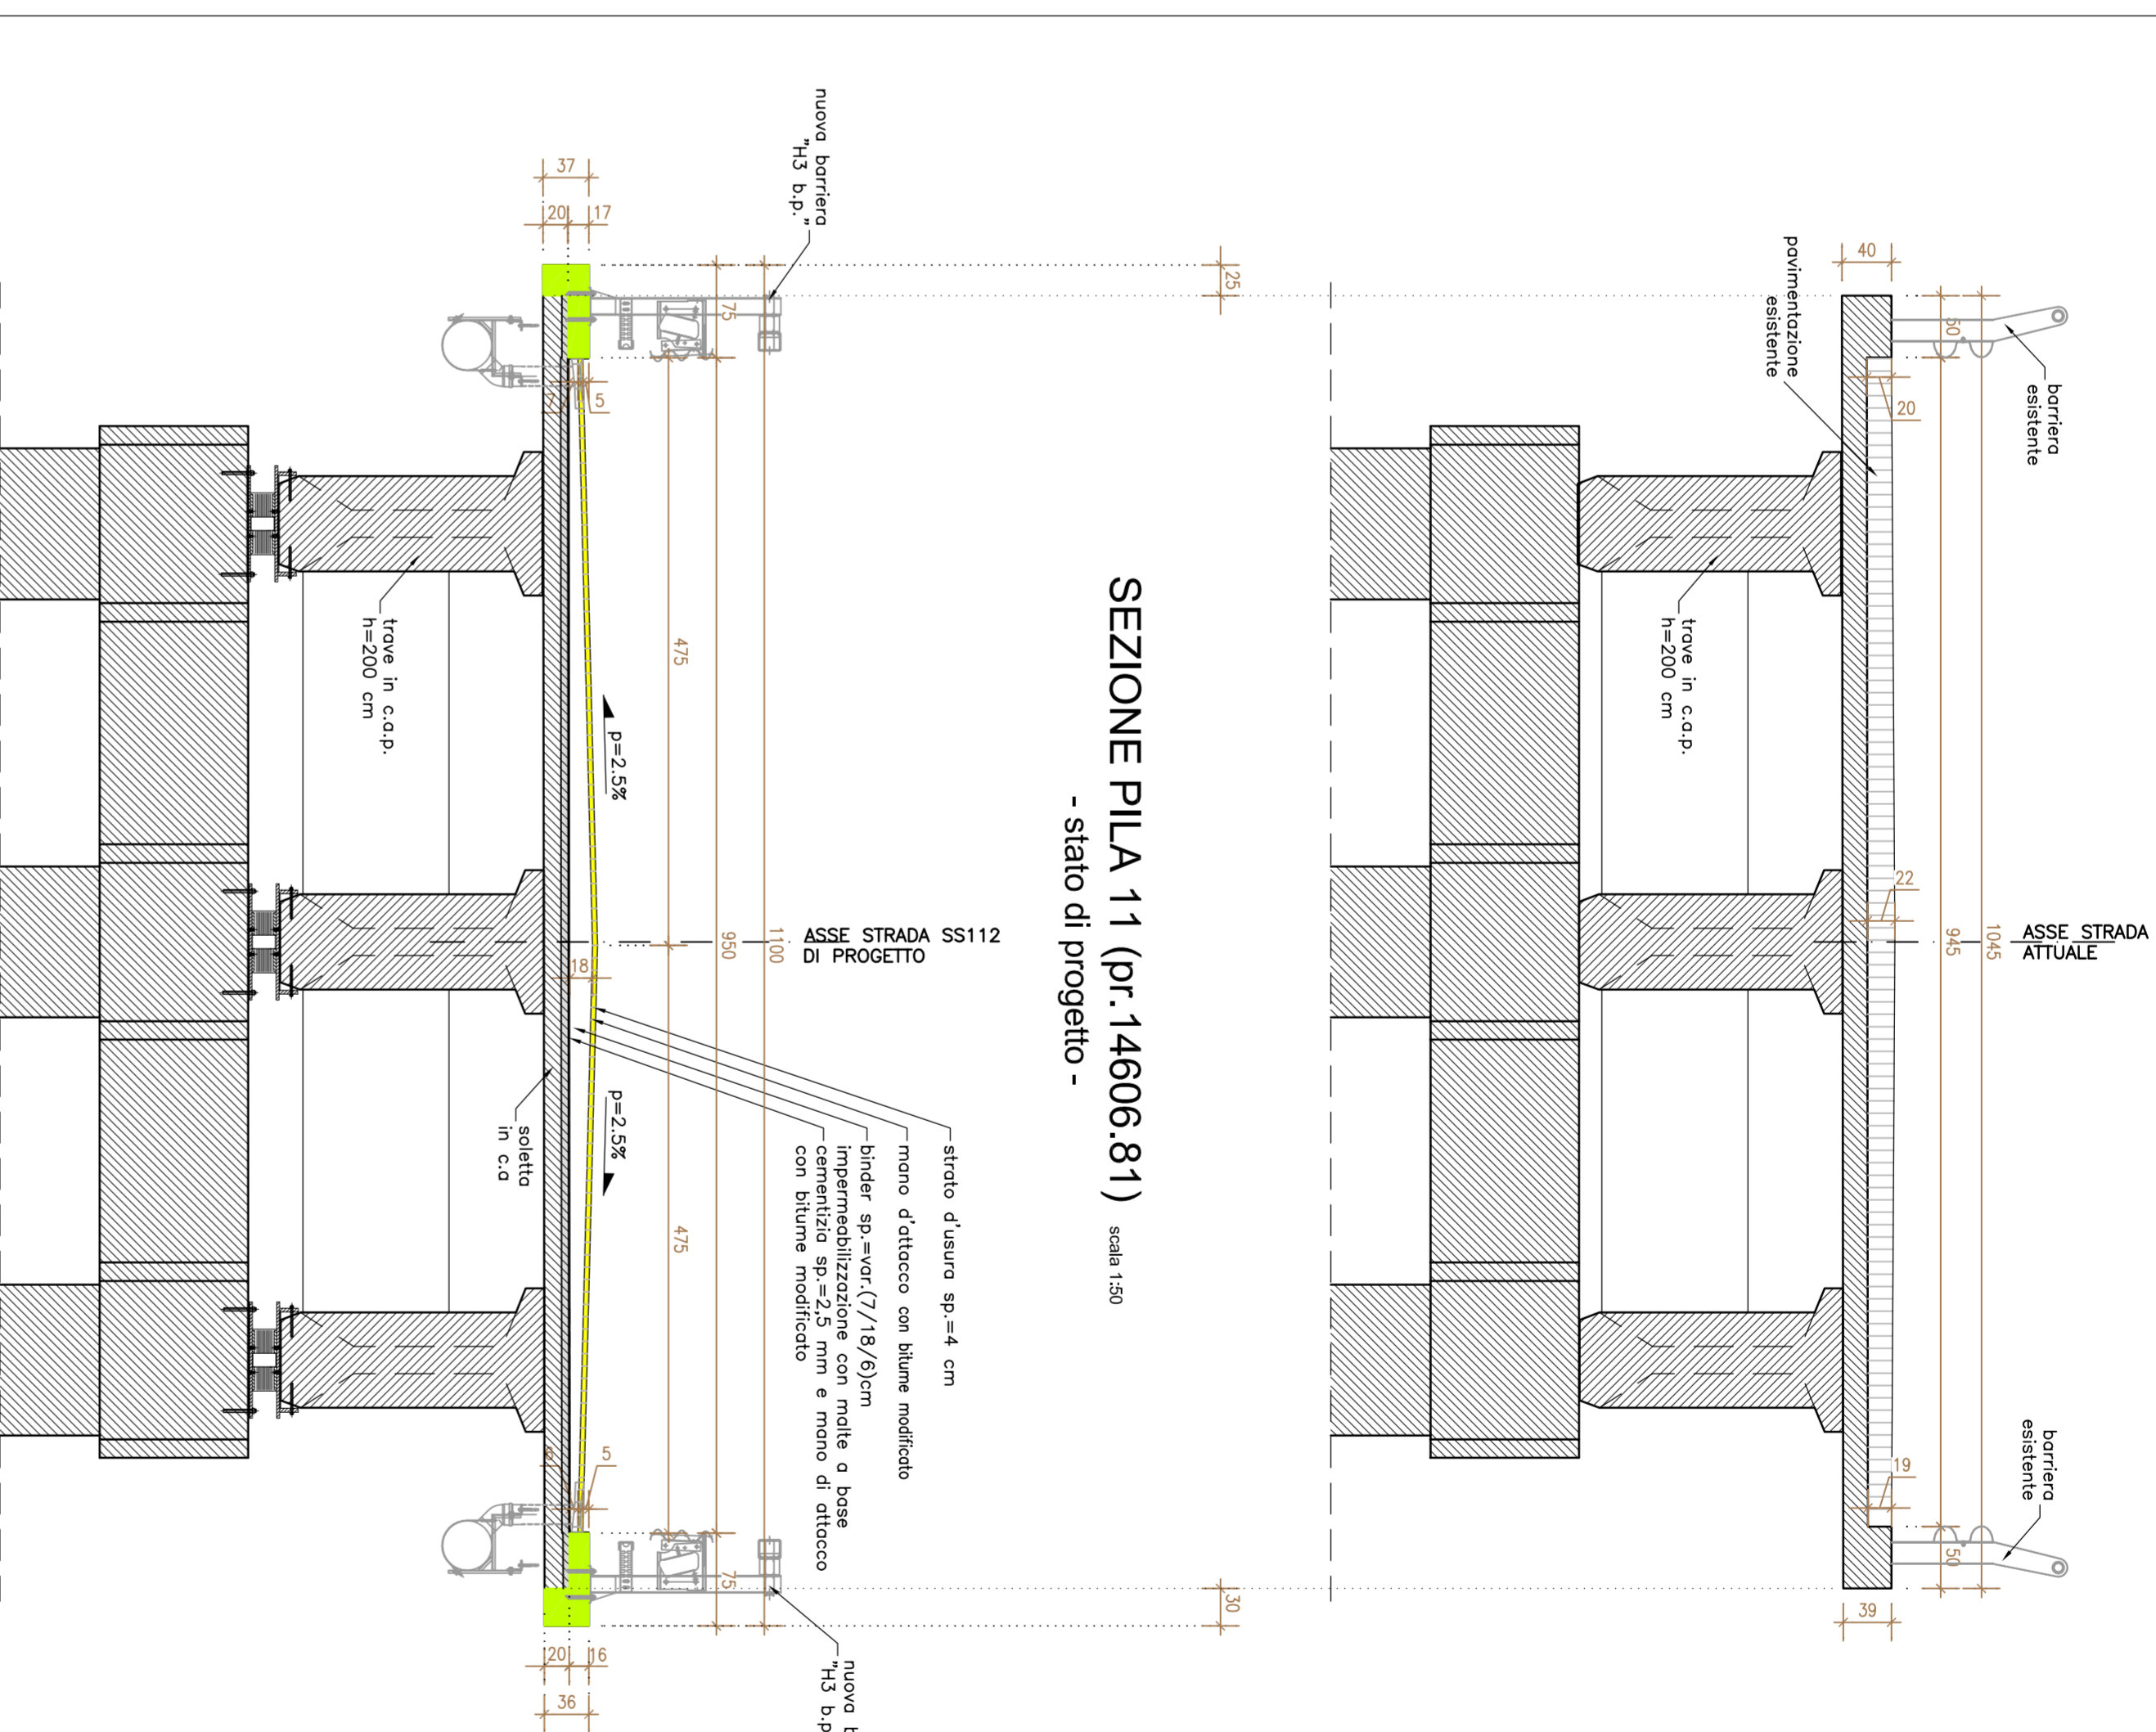 40
pavimentazione
esistente
60
945
1045
barriera
esistente
20
22
19
ASSE STRADA
ATTUALE
trave in c.a.p.
h=200 cm
barriera
esistente
50
39
SEZIONE PILA 11 (pr.14606.81) scala 1:50
- stato di progetto -
25
30
nuova barriera
"H3 b.p."
37
20
17
75
7
5
475
950
1100
475
p=2.5%
p=2.5%
ASSE STRADA SS112
DI PROGETTO
18
strato d'usura sp.=4 cm
mano d'attacco con bitume modificato
binder sp.=var.(7/18/6)cm
impermeabilizzazione con malte a base
cementizia sp.=2,5 mm e mano di attacco
con bitume modificato
soletta
in c.a
trave in c.a.p.
h=200 cm
6
5
75
20
16
36
nuova b
"H3 b.p